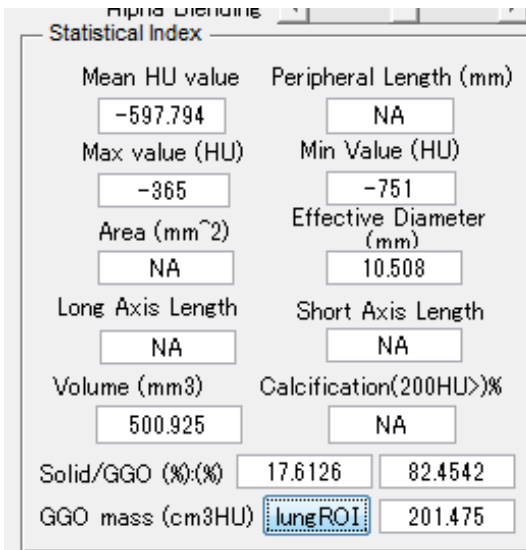 Alpha Blending
Statistical Index
Mean HU value Peripheral Length (mm)
-597.794 NA
Max value (HU) Min Value (HU)
-365 -751
Area (mm^2) Effective Diameter (mm)
NA 10.508
Long Axis Length Short Axis Length
NA NA
Volume (mm3) Calcification(200HU>)%
500.925 NA
Solid/GGO (%):(%) 17.6126 82.4542
GGO mass (cm3HU) lungROI 201.475